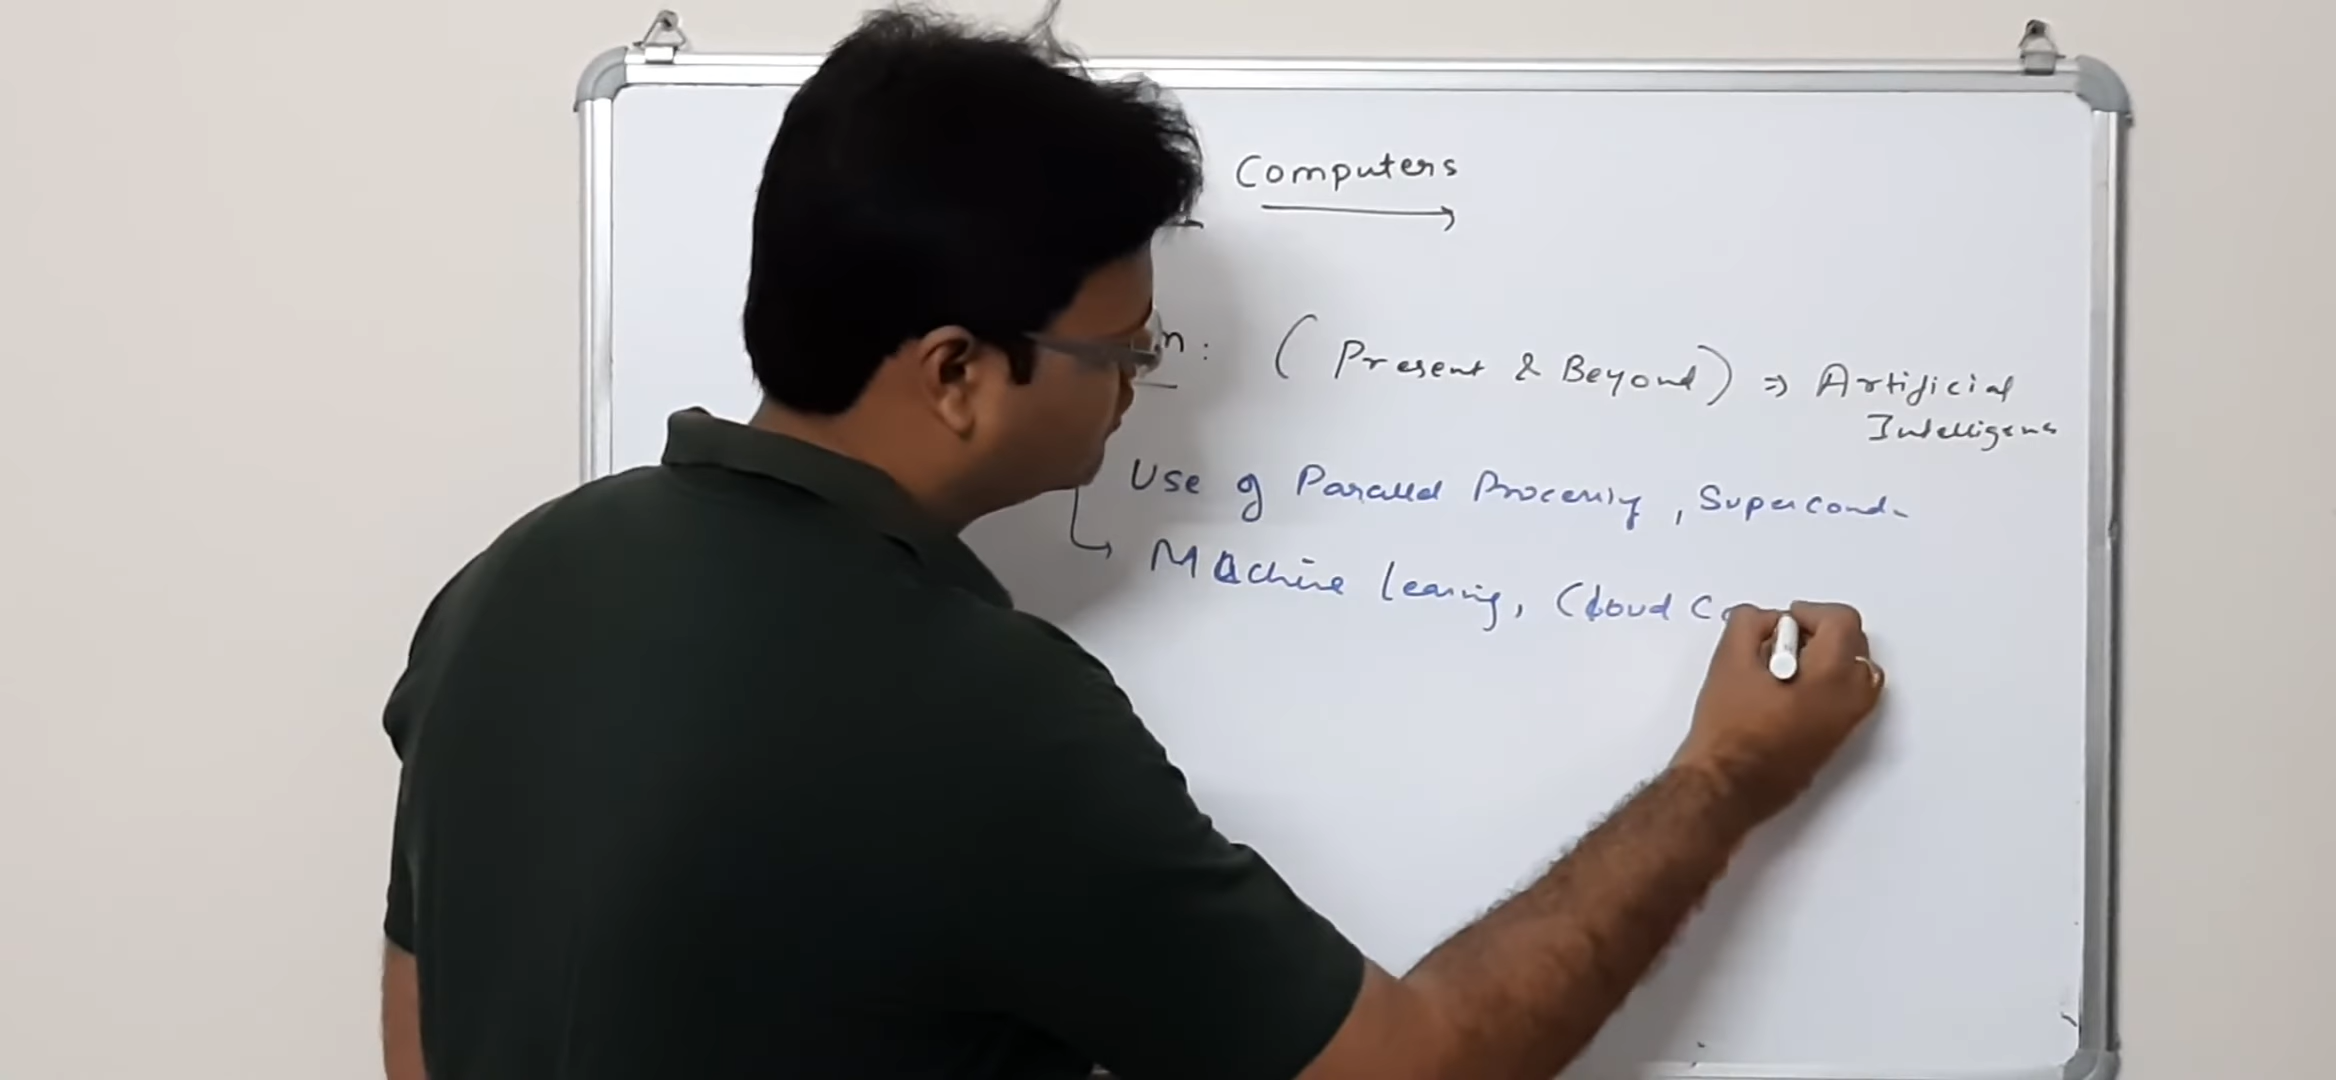 Computers
n: ( Present & Beyond) ⇒ Artificial
Intelligence
Use of Parallel Processing, Supercond.
Machine learning, Cloud Co